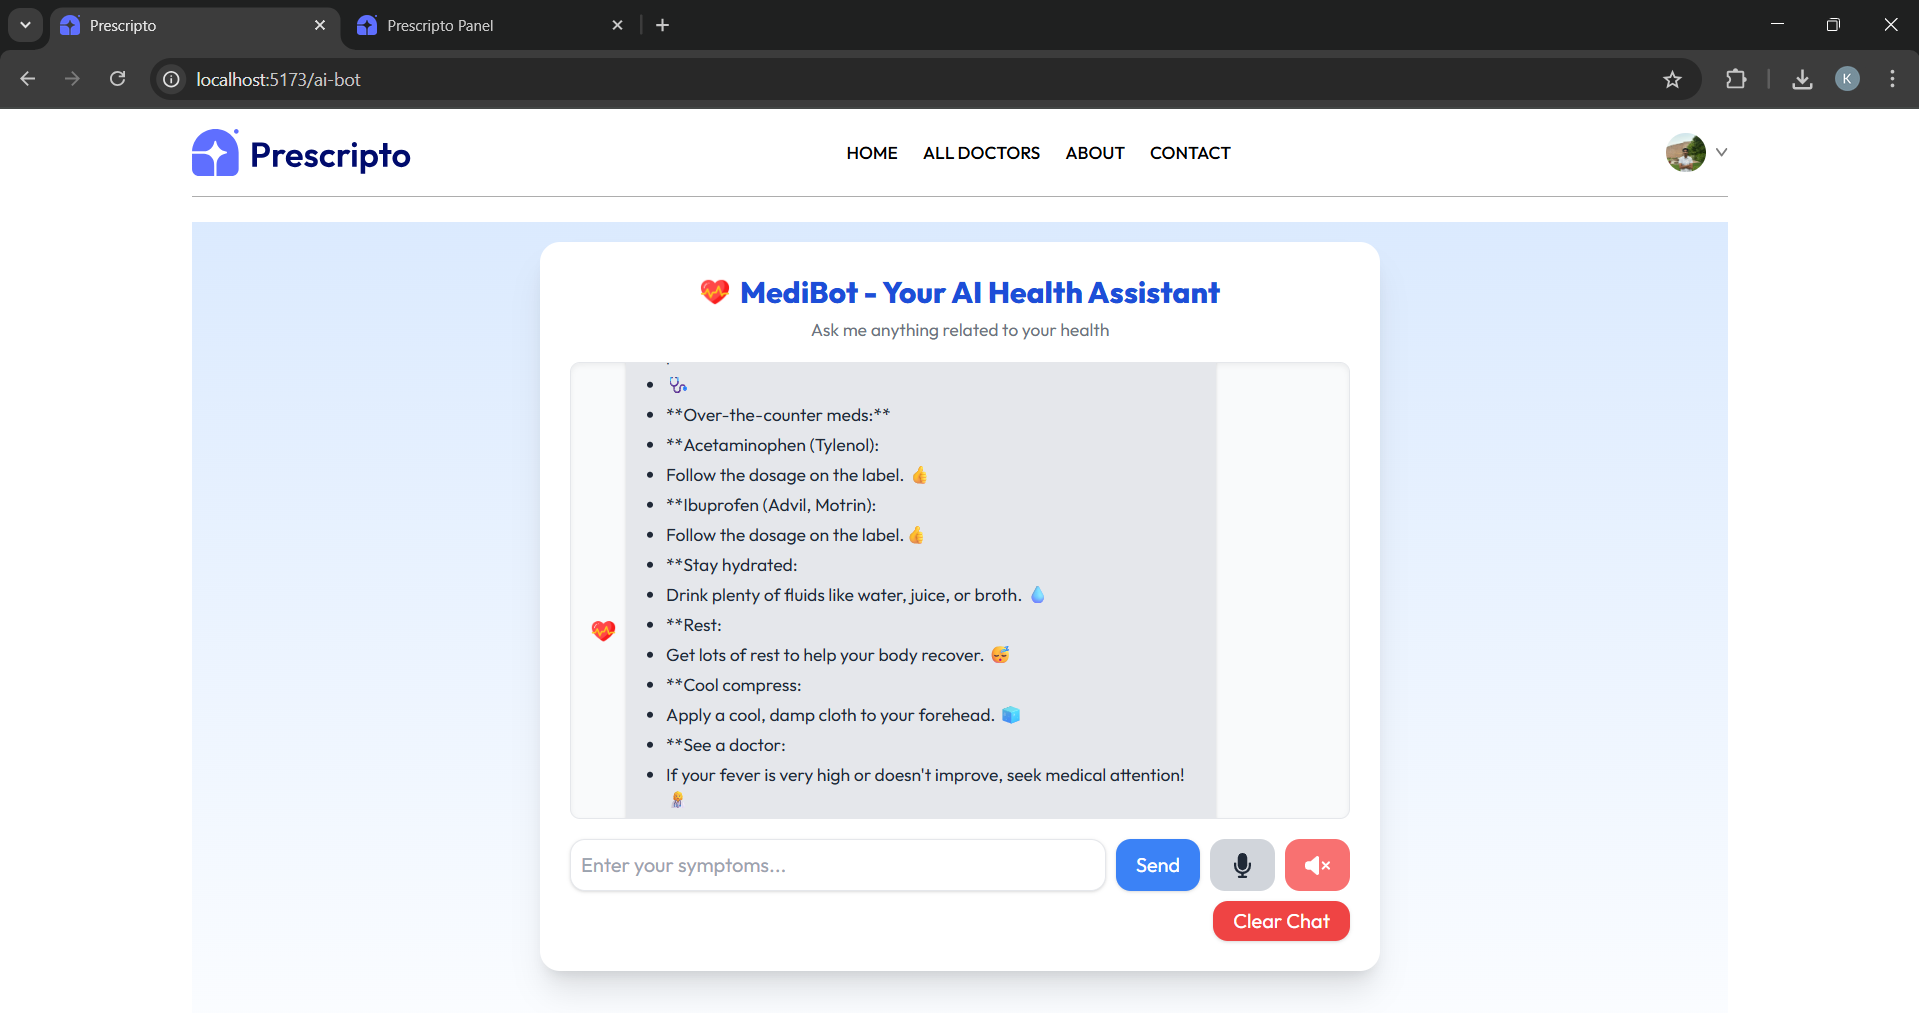 Prescripto
Prescripto Panel
localhost:5173/ai-bot
K
Prescripto
HOME ALL DOCTORS ABOUT CONTACT
MediBot - Your AI Health Assistant
Ask me anything related to your health
**Over-the-counter meds:**
**Acetaminophen (Tylenol):
Follow the dosage on the label. 👍
**Ibuprofen (Advil, Motrin):
Follow the dosage on the label.👍
**Stay hydrated:
Drink plenty of fluids like water, juice, or broth. 💧
**Rest:
Get lots of rest to help your body recover. 😴
**Cool compress:
Apply a cool, damp cloth to your forehead. 🧊
**See a doctor:
If your fever is very high or doesn't improve, seek medical attention!
Enter your symptoms...
Send
Clear Chat